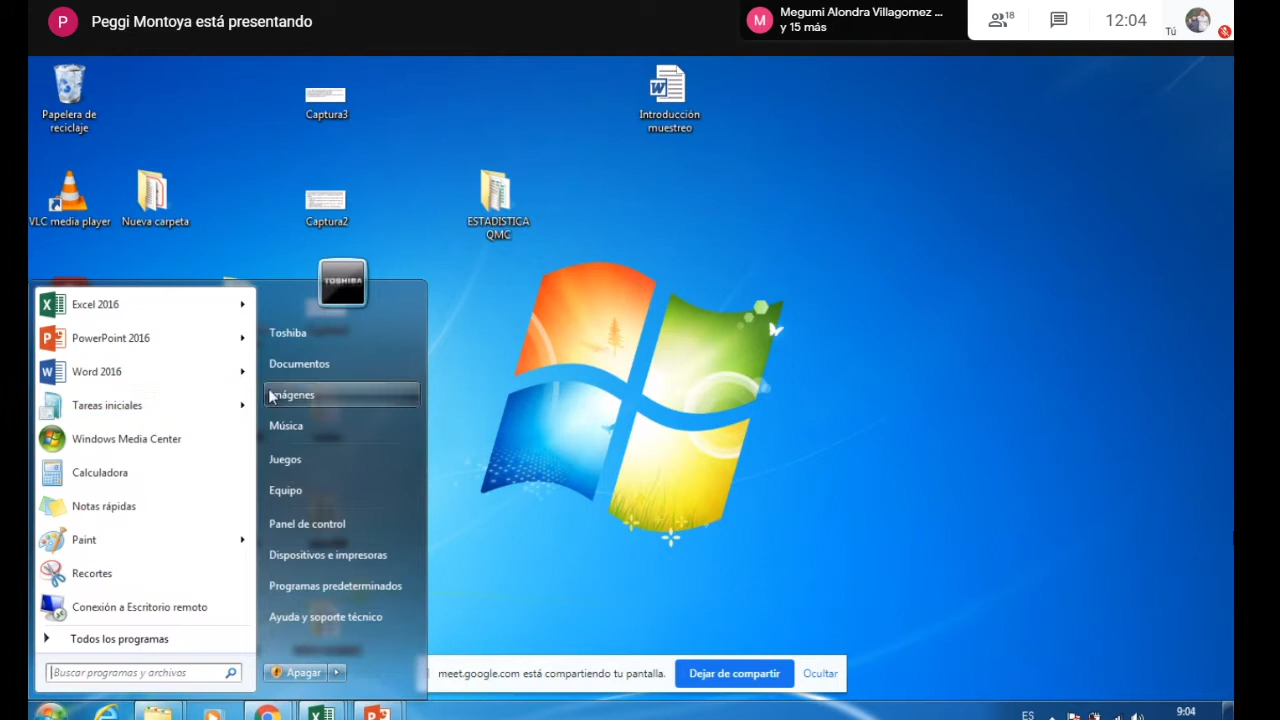 P
Peggi Montoya está presentando
M
Megumi Alondra Villagomez ...
y 15 más
18
12:04
Tú
Papelera de
reciclaje
Captura3
Introducción
muestreo
VLC media player
Nueva carpeta
Captura2
ESTADISTICA
QMC
TOSHIBA
Excel 2016
PowerPoint 2016
Word 2016
Tareas iniciales
Windows Media Center
Calculadora
Notas rápidas
Paint
Recortes
Conexión a Escritorio remoto
Todos los programas
Buscar programas y archivos
Toshiba
Documentos
Imágenes
Música
Juegos
Equipo
Panel de control
Dispositivos e impresoras
Programas predeterminados
Ayuda y soporte técnico
Apagar
meet.google.com está compartiendo tu pantalla.
Dejar de compartir
Ocultar
ES
9:04